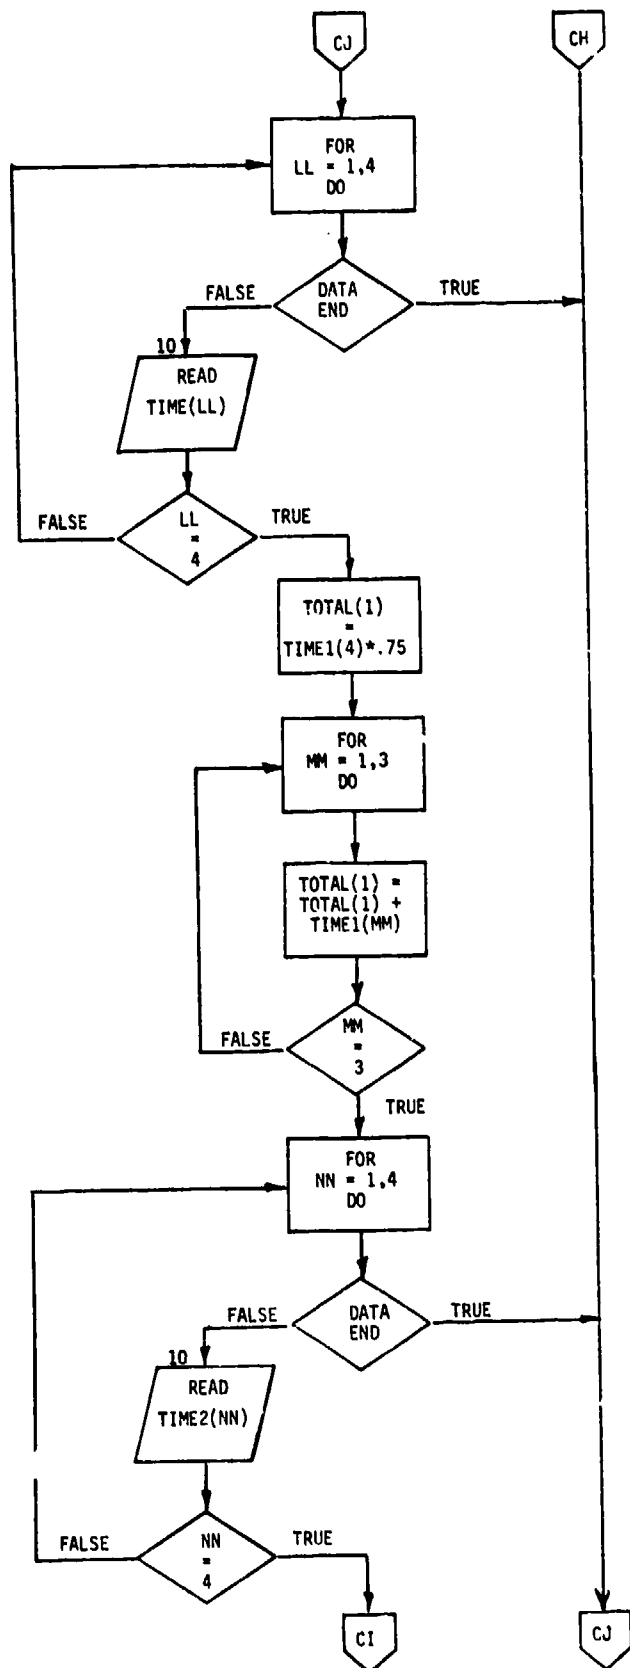 CJ
CH
FOR
LL = 1,4
DO
FALSE
DATA
END
TRUE
10
READ
TIME(LL)
FALSE
LL
=
4
TRUE
TOTAL(1)
=
TIME1(4)*.75
FOR
MM = 1,3
DO
TOTAL(1) =
TOTAL(1) +
TIME1(MM)
FALSE
MM
=
3
TRUE
FOR
NN = 1,4
DO
FALSE
DATA
END
TRUE
10
READ
TIME2(NN)
FALSE
NN
=
4
TRUE
CI
CJ